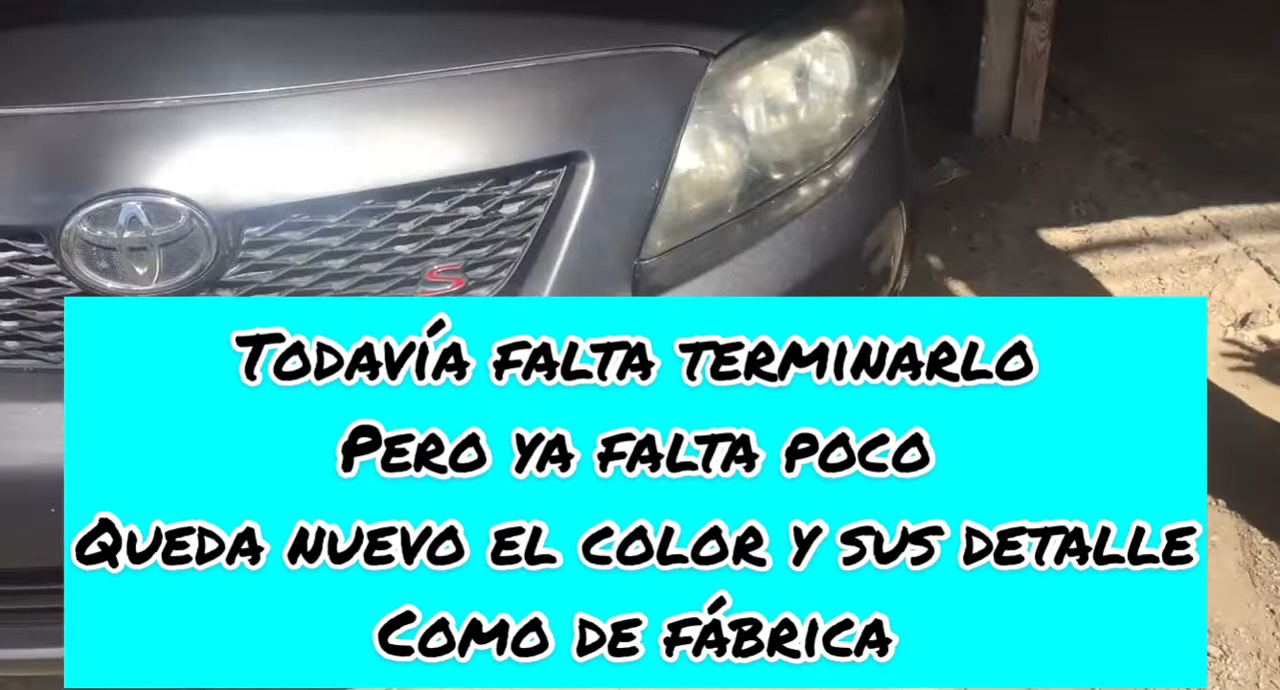 S
Todavía falta terminarlo
Pero ya falta poco
Queda nuevo el color y sus detalle
Como de fábrica